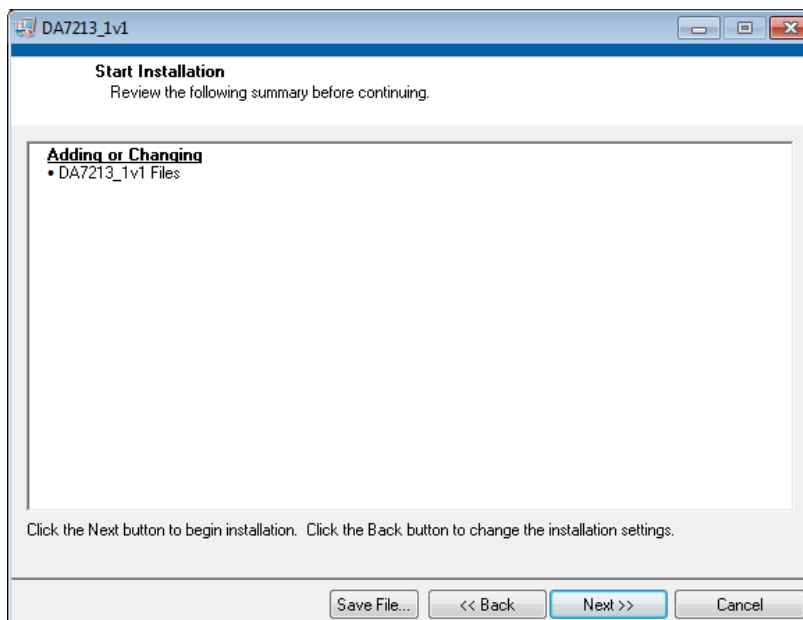 DA7213_1v1
Start Installation
Review the following summary before continuing.
Adding or Changing
• DA7213_1v1 Files
Click the Next button to begin installation.  Click the Back button to change the installation settings.
Save File... << Back Next >> Cancel